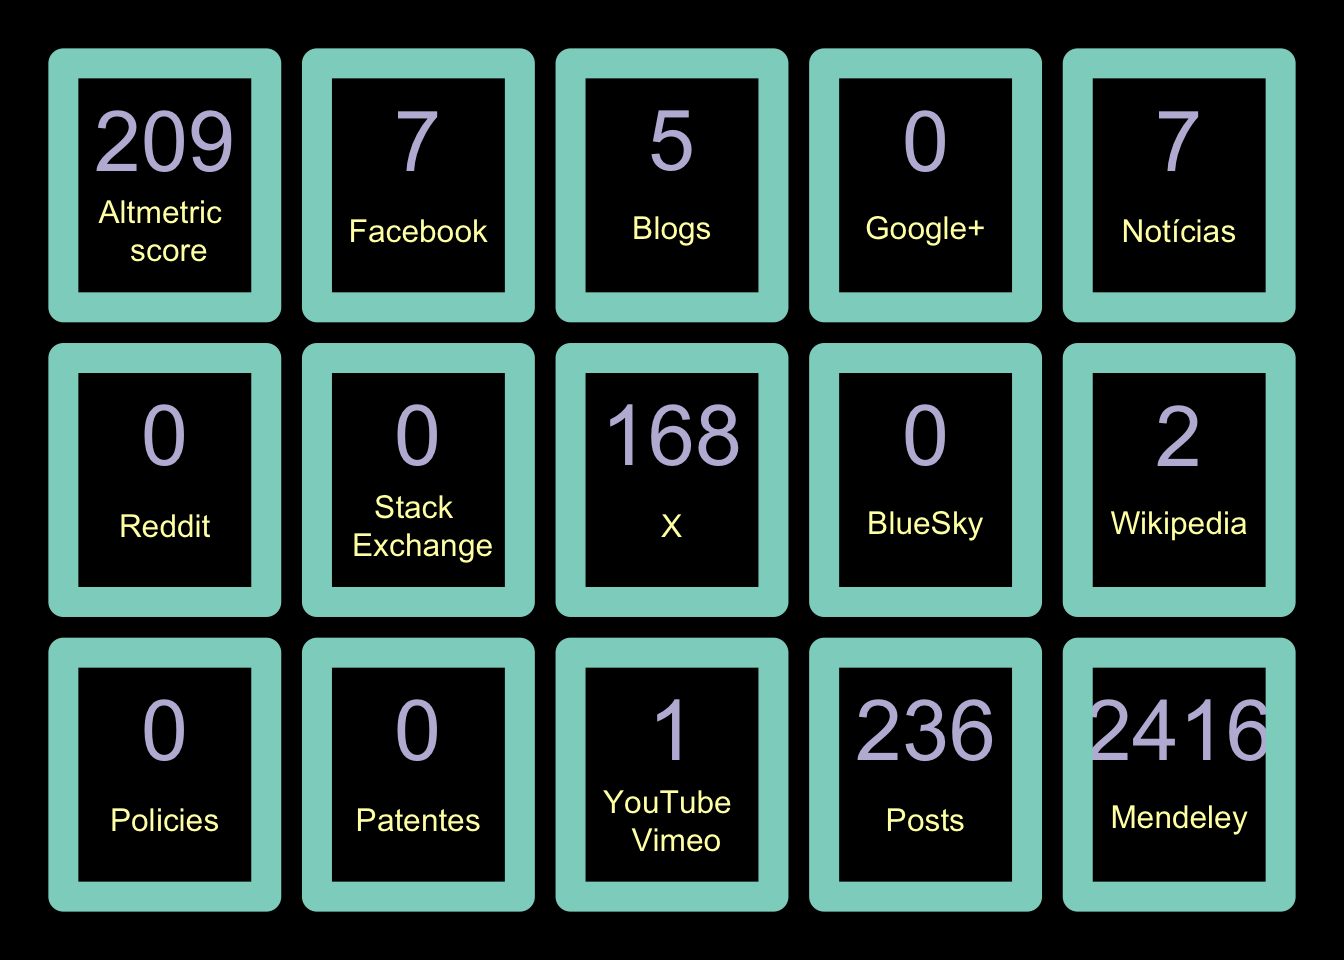 209
Altmetric
score
7
Facebook
5
Blogs
0
Google+
7
Notícias
0
Reddit
0
Stack
Exchange
168
X
0
BlueSky
2
Wikipedia
0
Policies
0
Patentes
1
YouTube
Vimeo
236
Posts
2416
Mendeley